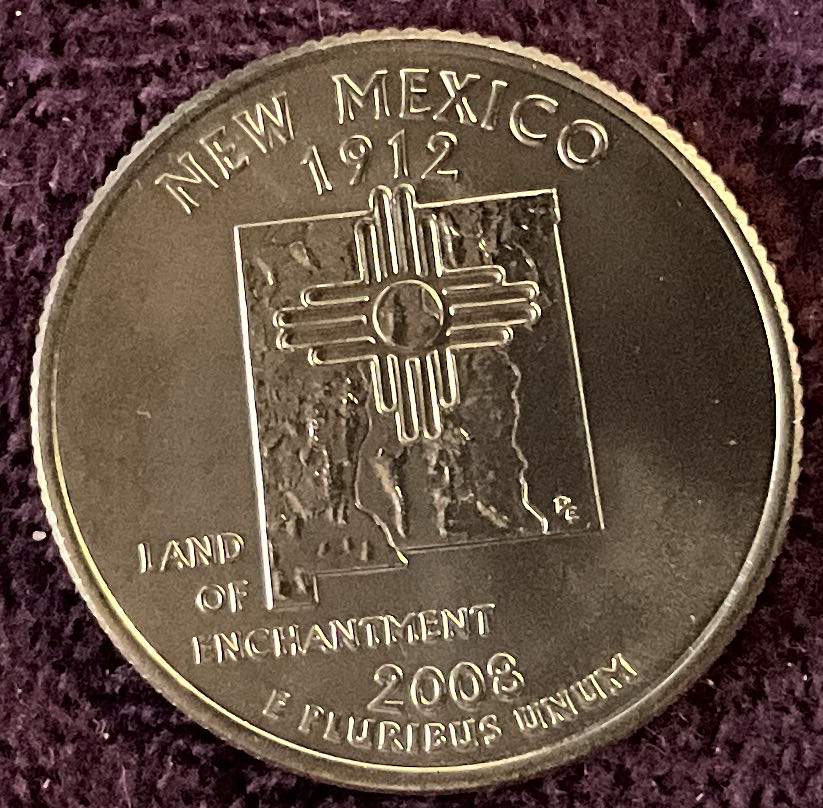 NEW MEXICO
1912
LAND
OF
ENCHANTMENT
2008
E PLURIBUS UNUM